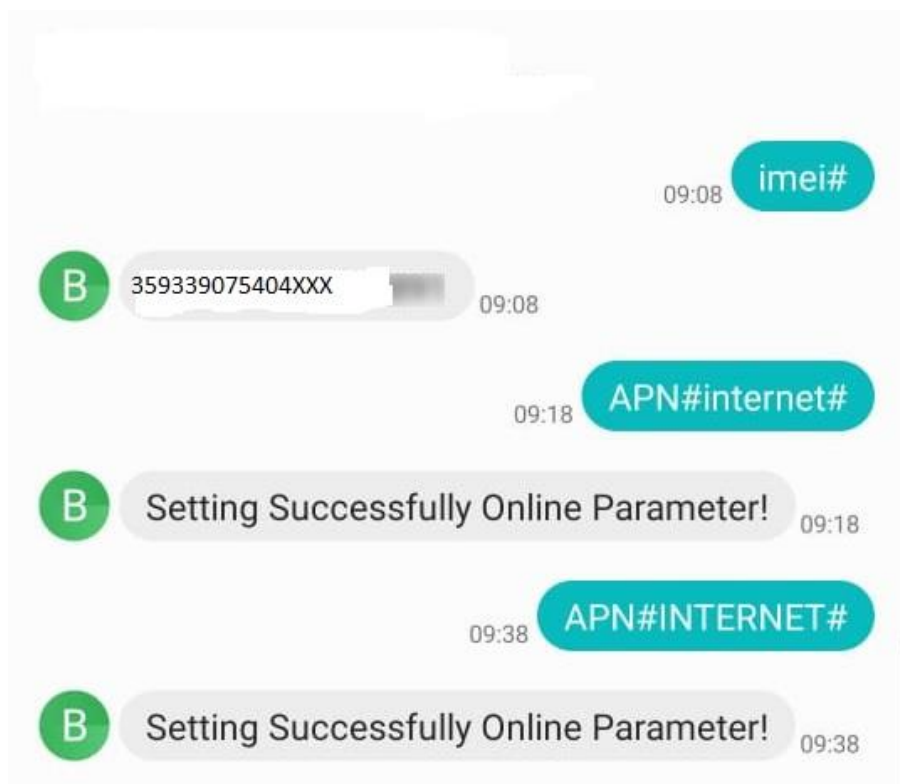 imei#
09:08
B
359339075404XXX
09:08
APN#internet#
09:18
B
Setting Successfully Online Parameter!
09:18
APN#INTERNET#
09:38
B
Setting Successfully Online Parameter!
09:38